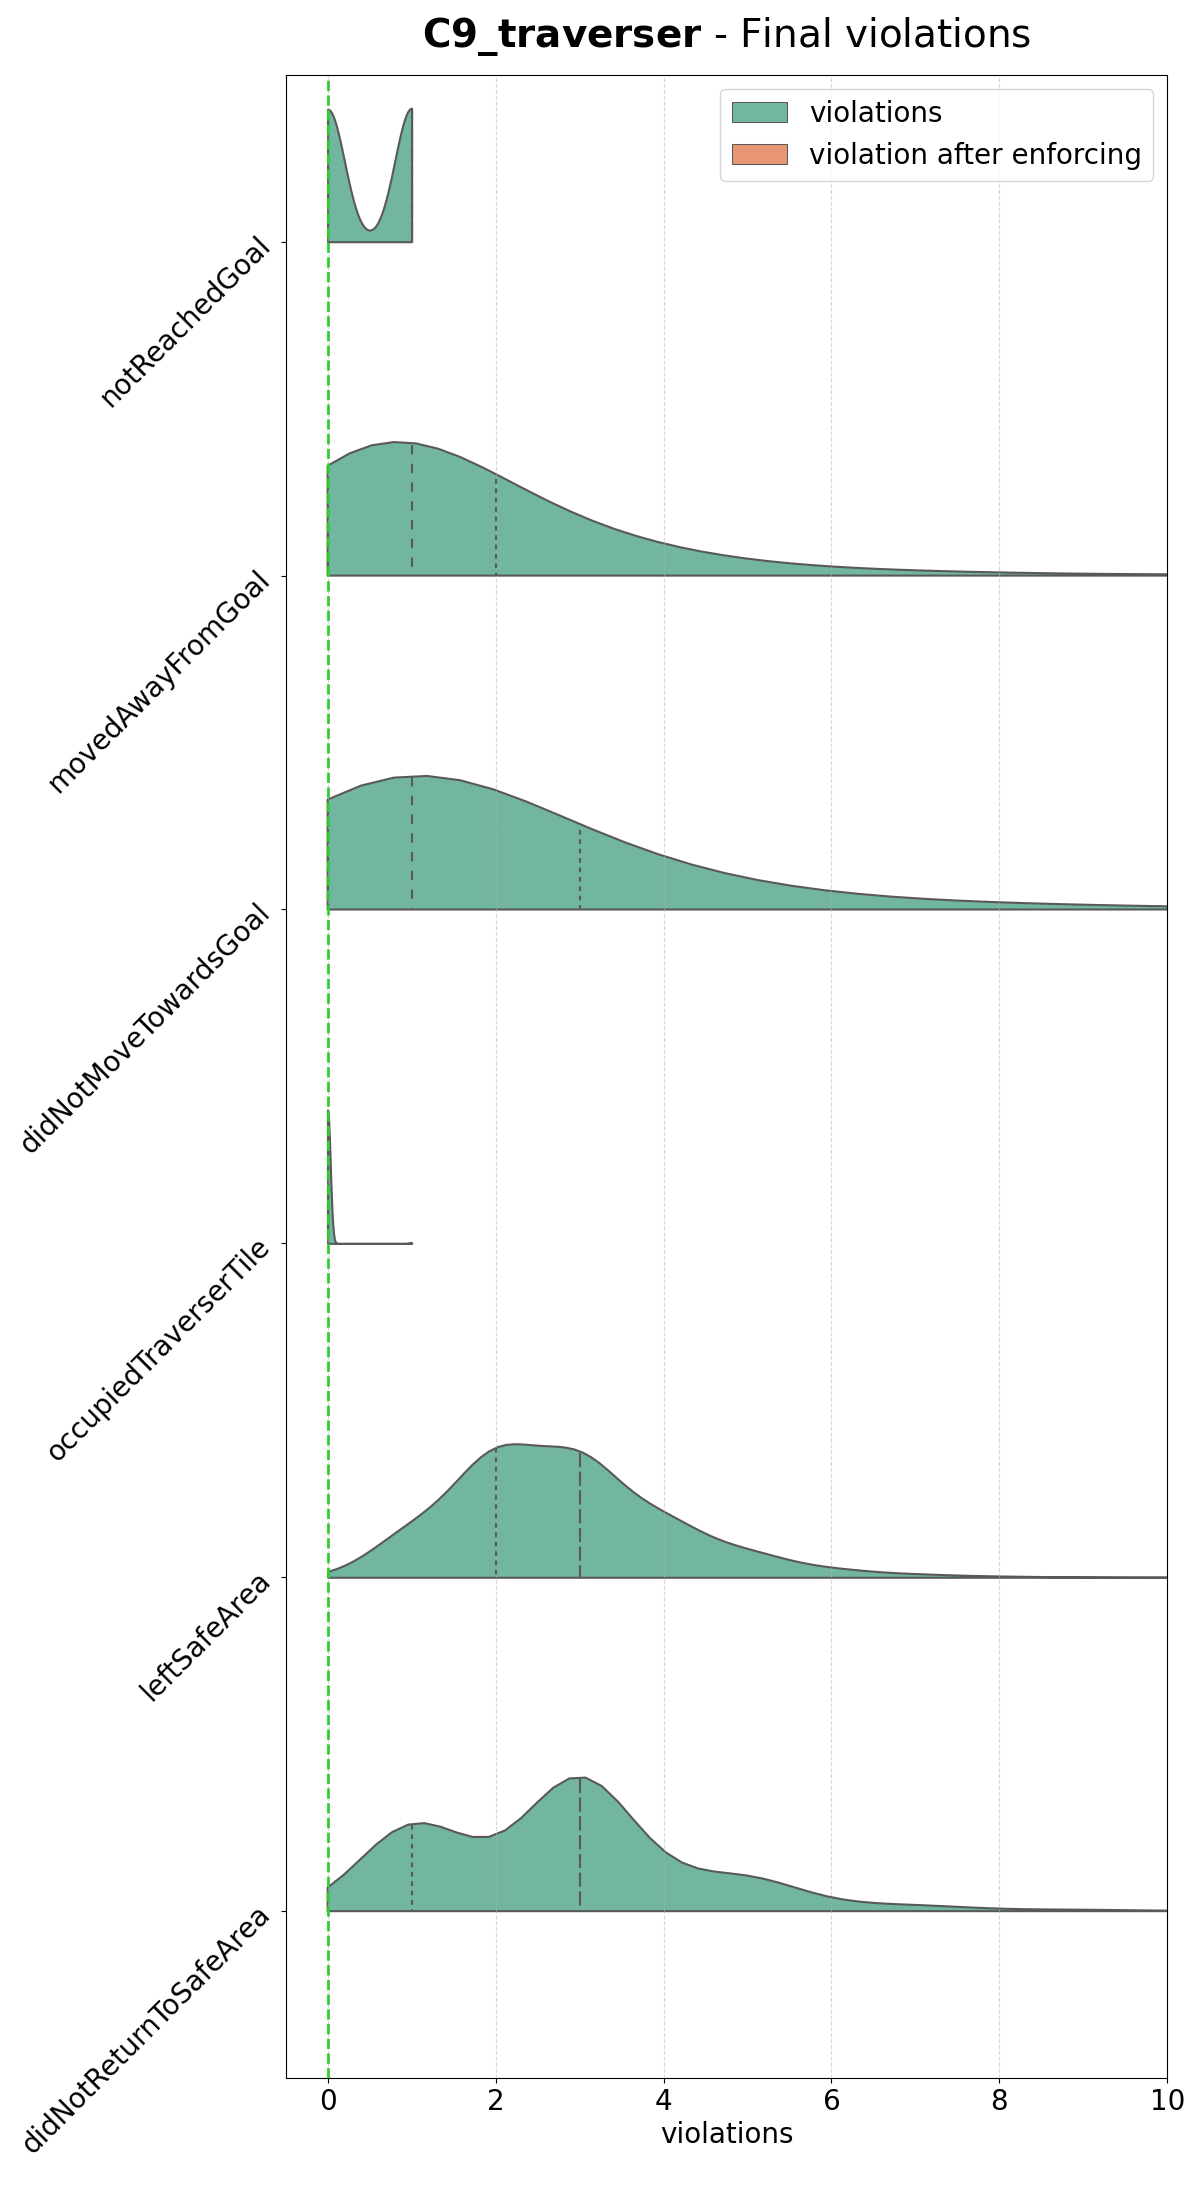 C9_traverser - Final violations
violations
violation after enforcing
notReachedGoal
movedAwayFromGoal
didNotMoveTowardsGoal
occupiedTraverserTile
leftSafeArea
didNotReturnToSafeArea
0 2 4 6 8 10
violations